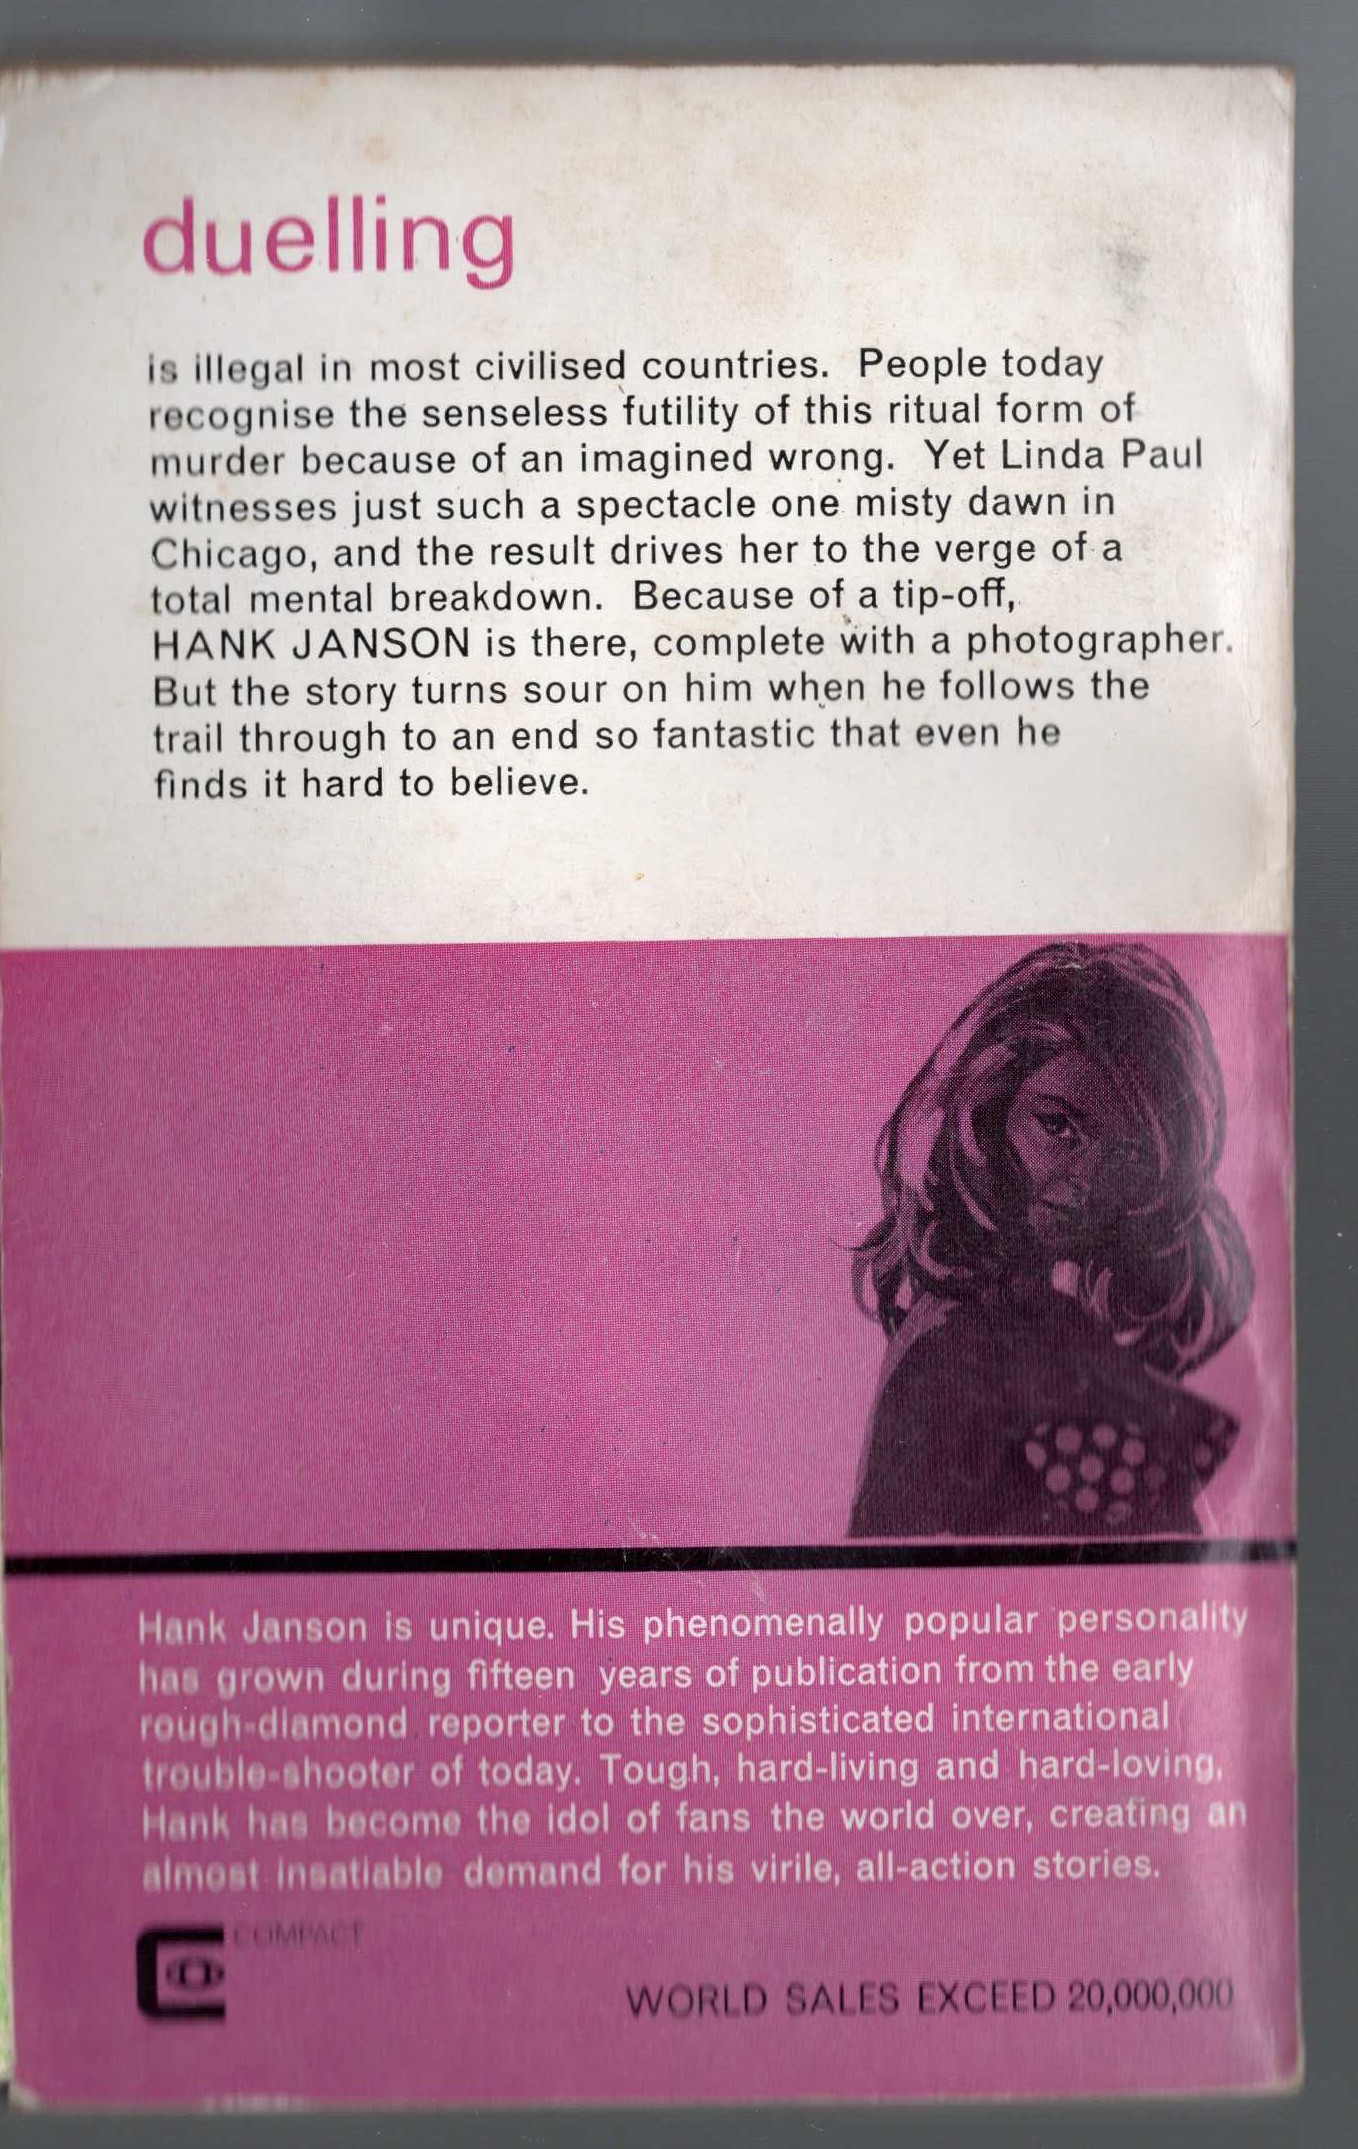 duelling
is illegal in most civilised countries. People today
recognise the senseless futility of this ritual form of
murder because of an imagined wrong. Yet Linda Paul
witnesses just such a spectacle one misty dawn in
Chicago, and the result drives her to the verge of a
total mental breakdown. Because of a tip-off,
HANK JANSON is there, complete with a photographer.
But the story turns sour on him when he follows the
trail through to an end so fantastic that even he
finds it hard to believe.
Hank Janson is unique. His phenomenally popular personality
has grown during fifteen years of publication from the early
rough-diamond reporter to the sophisticated international
trouble-shooter of today. Tough, hard-living and hard-loving,
Hank has become the idol of fans the world over, creating an
almost insatiable demand for his virile, all-action stories.
COMPACT
WORLD SALES EXCEED 20,000,000